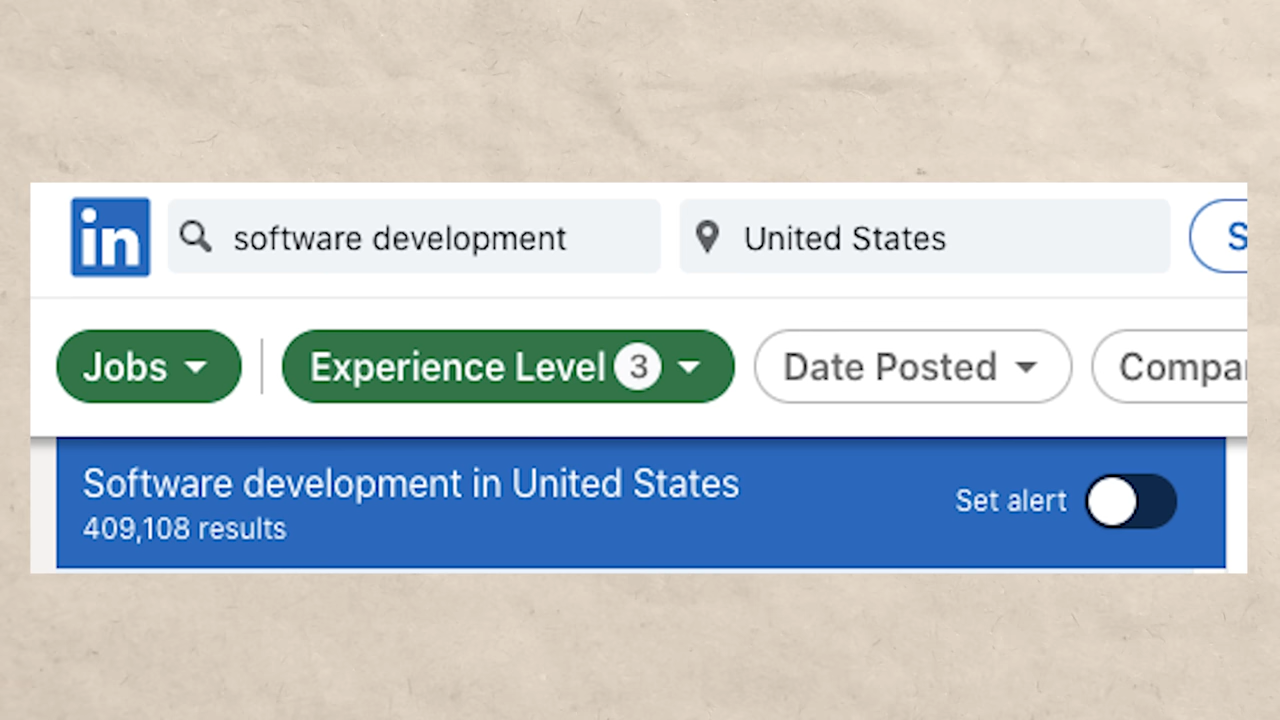 in software development United States S
Jobs Experience Level 3 Date Posted Compa
Software development in United States
Set alert
409,108 results